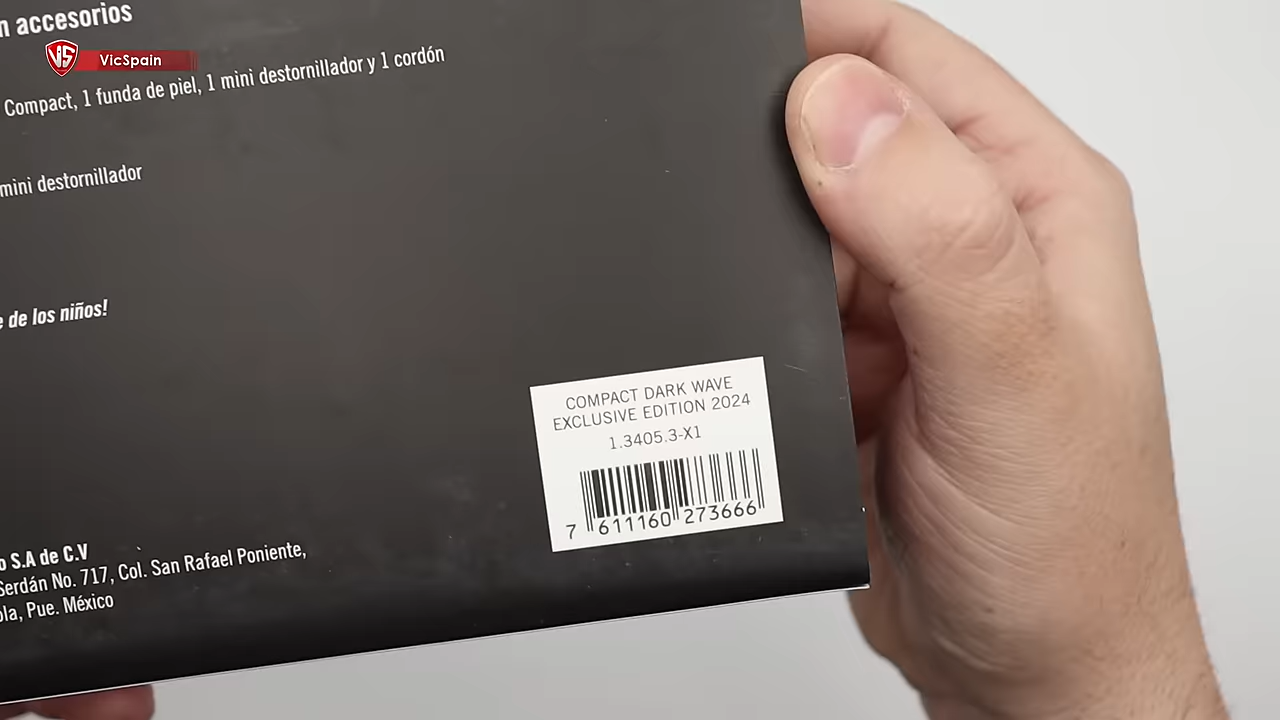 n accesorios
VS VicSpain
Compact, 1 funda de piel, 1 mini destornillador y 1 cordón
mini destornillador
e de los niños!
COMPACT DARK WAVE
EXCLUSIVE EDITION 2024
1.3405.3-X1
7 611160 273666
o S.A de C.V
Serdán No. 717, Col. San Rafael Poniente,
bla, Pue. México